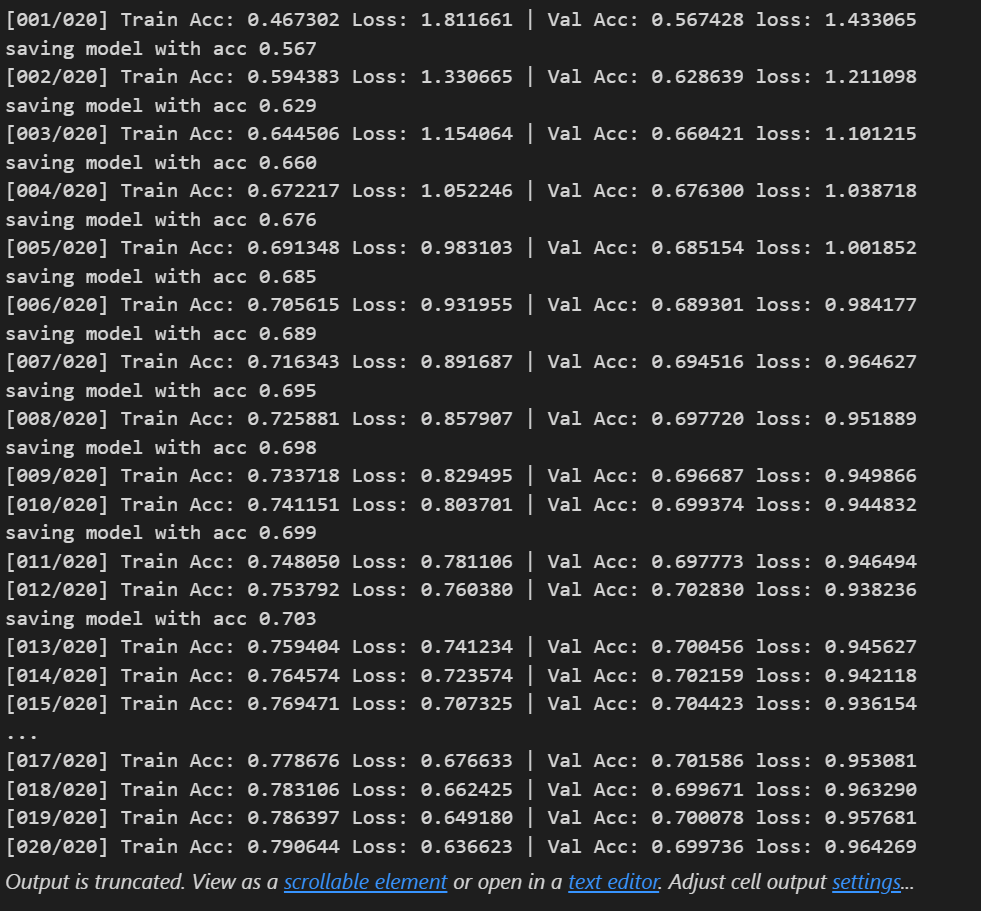 [001/020] Train Acc: 0.467302 Loss: 1.811661 | Val Acc: 0.567428 loss: 1.433065
saving model with acc 0.567
[002/020] Train Acc: 0.594383 Loss: 1.330665 | Val Acc: 0.628639 loss: 1.211098
saving model with acc 0.629
[003/020] Train Acc: 0.644506 Loss: 1.154064 | Val Acc: 0.660421 loss: 1.101215
saving model with acc 0.660
[004/020] Train Acc: 0.672217 Loss: 1.052246 | Val Acc: 0.676300 loss: 1.038718
saving model with acc 0.676
[005/020] Train Acc: 0.691348 Loss: 0.983103 | Val Acc: 0.685154 loss: 1.001852
saving model with acc 0.685
[006/020] Train Acc: 0.705615 Loss: 0.931955 | Val Acc: 0.689301 loss: 0.984177
saving model with acc 0.689
[007/020] Train Acc: 0.716343 Loss: 0.891687 | Val Acc: 0.694516 loss: 0.964627
saving model with acc 0.695
[008/020] Train Acc: 0.725881 Loss: 0.857907 | Val Acc: 0.697720 loss: 0.951889
saving model with acc 0.698
[009/020] Train Acc: 0.733718 Loss: 0.829495 | Val Acc: 0.696687 loss: 0.949866
[010/020] Train Acc: 0.741151 Loss: 0.803701 | Val Acc: 0.699374 loss: 0.944832
saving model with acc 0.699
[011/020] Train Acc: 0.748050 Loss: 0.781106 | Val Acc: 0.697773 loss: 0.946494
[012/020] Train Acc: 0.753792 Loss: 0.760380 | Val Acc: 0.702830 loss: 0.938236
saving model with acc 0.703
[013/020] Train Acc: 0.759404 Loss: 0.741234 | Val Acc: 0.700456 loss: 0.945627
[014/020] Train Acc: 0.764574 Loss: 0.723574 | Val Acc: 0.702159 loss: 0.942118
[015/020] Train Acc: 0.769471 Loss: 0.707325 | Val Acc: 0.704423 loss: 0.936154
...
[017/020] Train Acc: 0.778676 Loss: 0.676633 | Val Acc: 0.701586 loss: 0.953081
[018/020] Train Acc: 0.783106 Loss: 0.662425 | Val Acc: 0.699671 loss: 0.963290
[019/020] Train Acc: 0.786397 Loss: 0.649180 | Val Acc: 0.700078 loss: 0.957681
[020/020] Train Acc: 0.790644 Loss: 0.636623 | Val Acc: 0.699736 loss: 0.964269
Output is truncated. View as a scrollable element or open in a text editor. Adjust cell output settings...